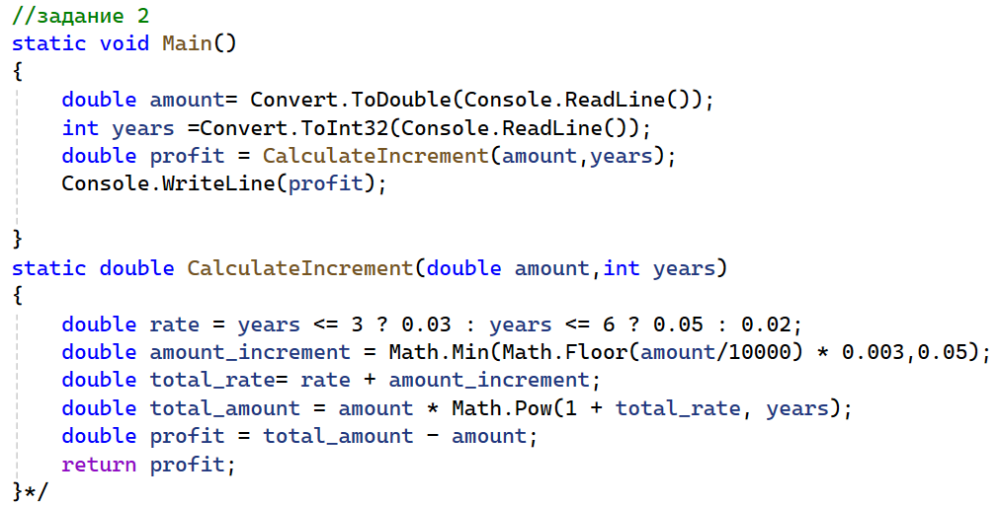 //задание 2
static void Main()
{
    double amount= Convert.ToDouble(Console.ReadLine());
    int years =Convert.ToInt32(Console.ReadLine());
    double profit = CalculateIncrement(amount,years);
    Console.WriteLine(profit);
}
static double CalculateIncrement(double amount,int years)
{
    double rate = years <= 3 ? 0.03 : years <= 6 ? 0.05 : 0.02;
    double amount_increment = Math.Min(Math.Floor(amount/10000) * 0.003,0.05);
    double total_rate= rate + amount_increment;
    double total_amount = amount * Math.Pow(1 + total_rate, years);
    double profit = total_amount - amount;
    return profit;
}*/